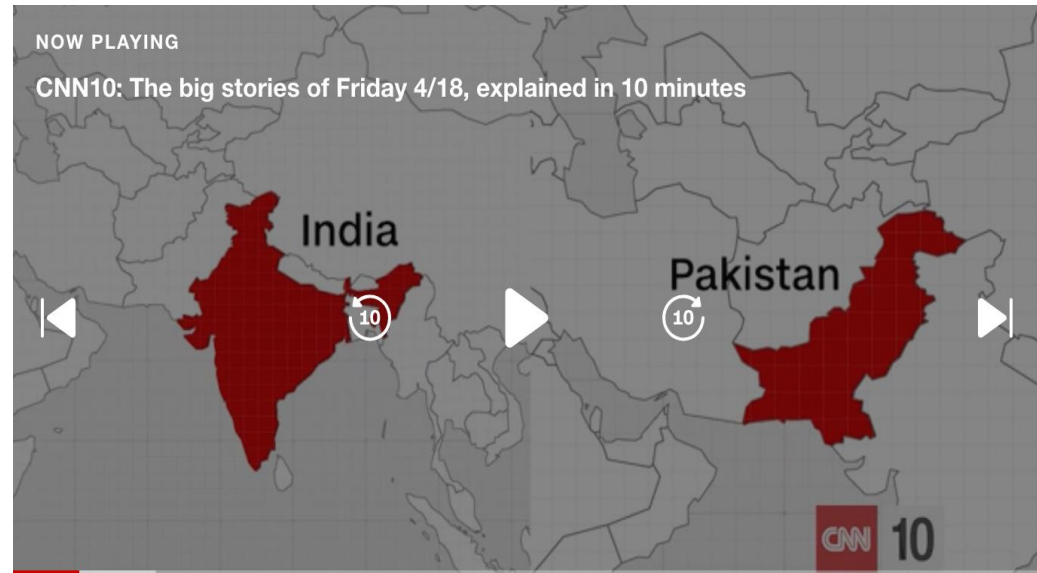 NOW PLAYING
CNN10: The big stories of Friday 4/18, explained in 10 minutes
India
Pakistan
10
10
CNN 10